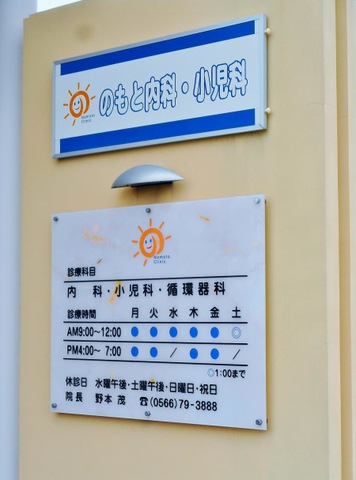 Nomoto
Clinic
のもと内科・小児科
Nomoto
Clinic
診療科目
内　科・小児科・循環器科
診療時間 月 火 水 木 金 土
AM9:00～12:00 ● ● ● ● ● ◎
PM4:00～ 7:00 ● ● / ● ● /
◎1:00まで
休診日 水曜午後・土曜午後・日曜日・祝日
院長 野本 茂 ☎(0566)79-3888